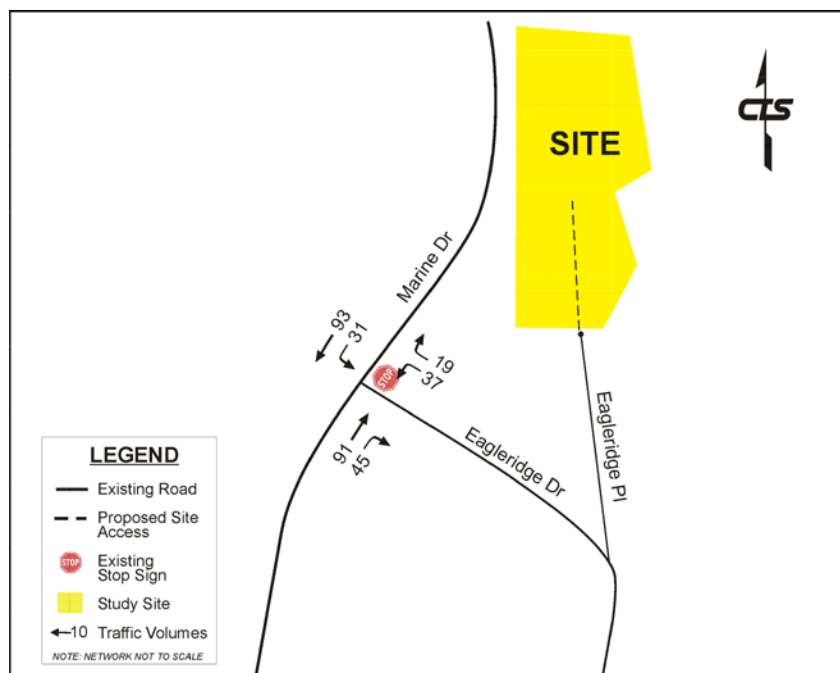 CTS
SITE
Marine Dr
93
31
19
37
STOP
91
45
Eagleridge Dr
Eagleridge Pl
LEGEND
Existing Road
Proposed Site
Access
STOP
Existing
Stop Sign
Study Site
10 Traffic Volumes
NOTE: NETWORK NOT TO SCALE